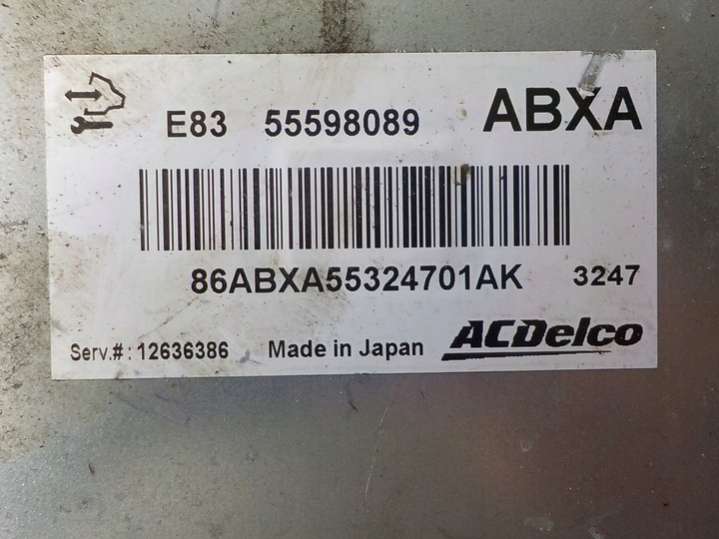 E83 55598089 ABXA
86ABXA55324701AK 3247
Serv.#: 12636386 Made in Japan ACDelco